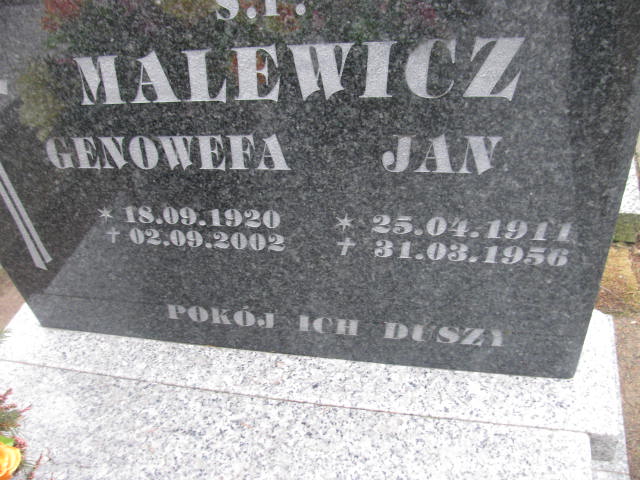 Ś.P.
MALEWICZ
GENOWEFA JAN
* 18.09.1920 * 25.04.1911
† 02.09.2002 † 31.03.1956
POKÓJ ICH DUSZY